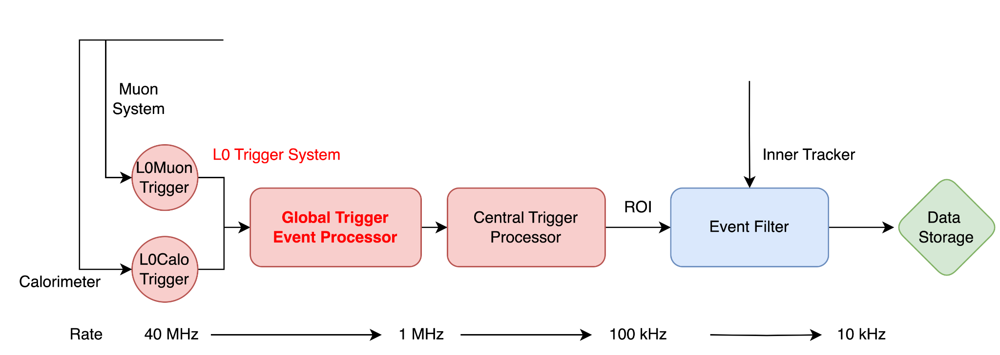 Muon
System
L0Muon
Trigger
L0 Trigger System
Inner Tracker
Global Trigger
Event Processor
Central Trigger
Processor
ROI
Event Filter
Data
Storage
L0Calo
Trigger
Calorimeter
Rate 40 MHz 1 MHz 100 kHz 10 kHz